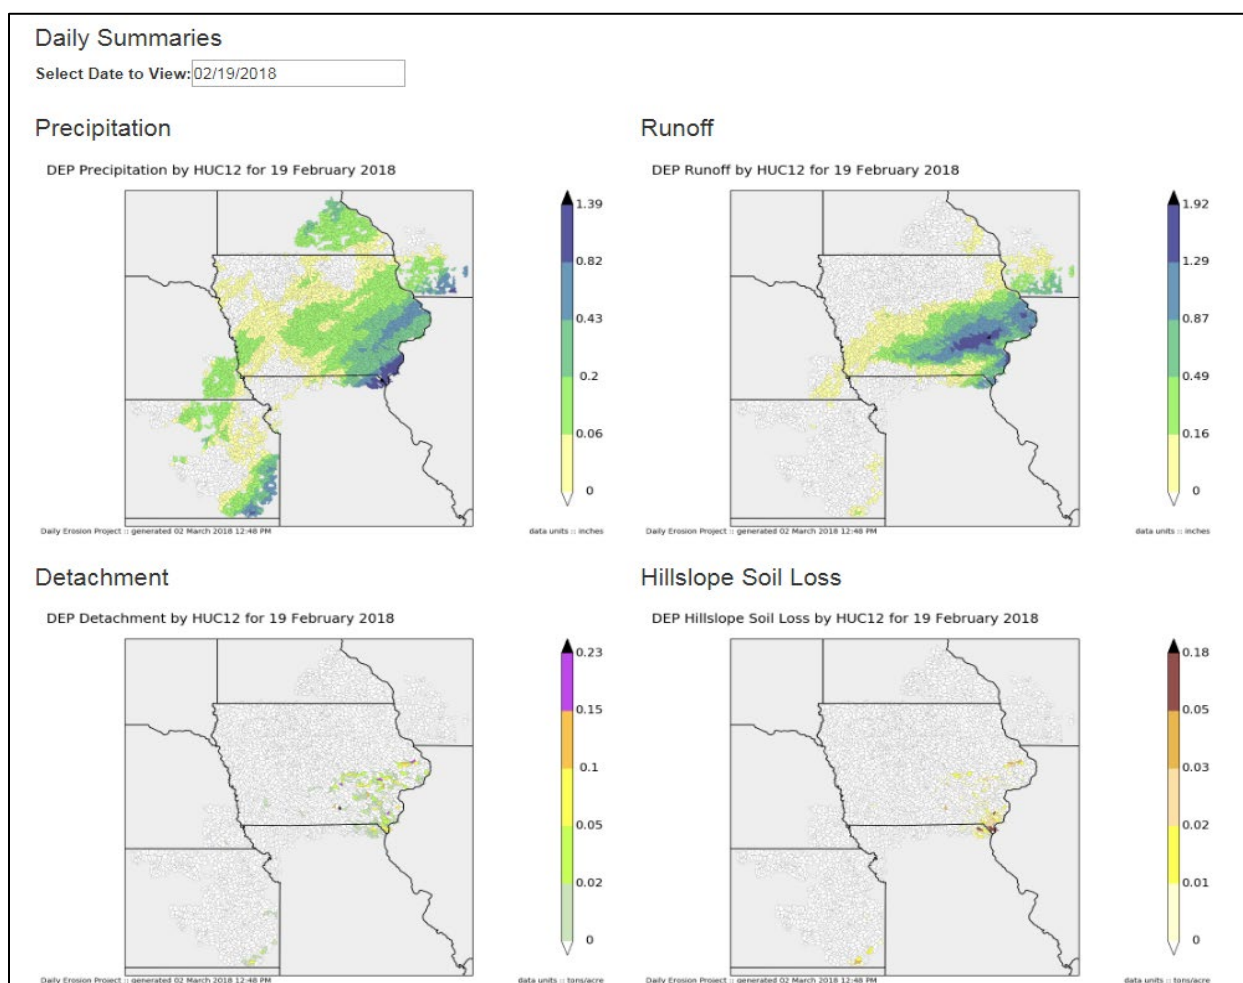 Daily Summaries
Select Date to View: 02/19/2018
Precipitation
DEP Precipitation by HUC12 for 19 February 2018
1.39
0.82
0.43
0.2
0.06
0
Daily Erosion Project :: generated 02 March 2018 12:48 PM
data units :: inches
Runoff
DEP Runoff by HUC12 for 19 February 2018
1.92
1.29
0.87
0.49
0.16
0
Daily Erosion Project :: generated 02 March 2018 12:48 PM
data units :: inches
Detachment
DEP Detachment by HUC12 for 19 February 2018
0.23
0.15
0.1
0.05
0.02
0
Daily Erosion Project :: generated 02 March 2018 12:48 PM
data units :: tons/acre
Hillslope Soil Loss
DEP Hillslope Soil Loss by HUC12 for 19 February 2018
0.18
0.05
0.03
0.02
0.01
0
Daily Erosion Project :: generated 02 March 2018 12:48 PM
data units :: tons/acre